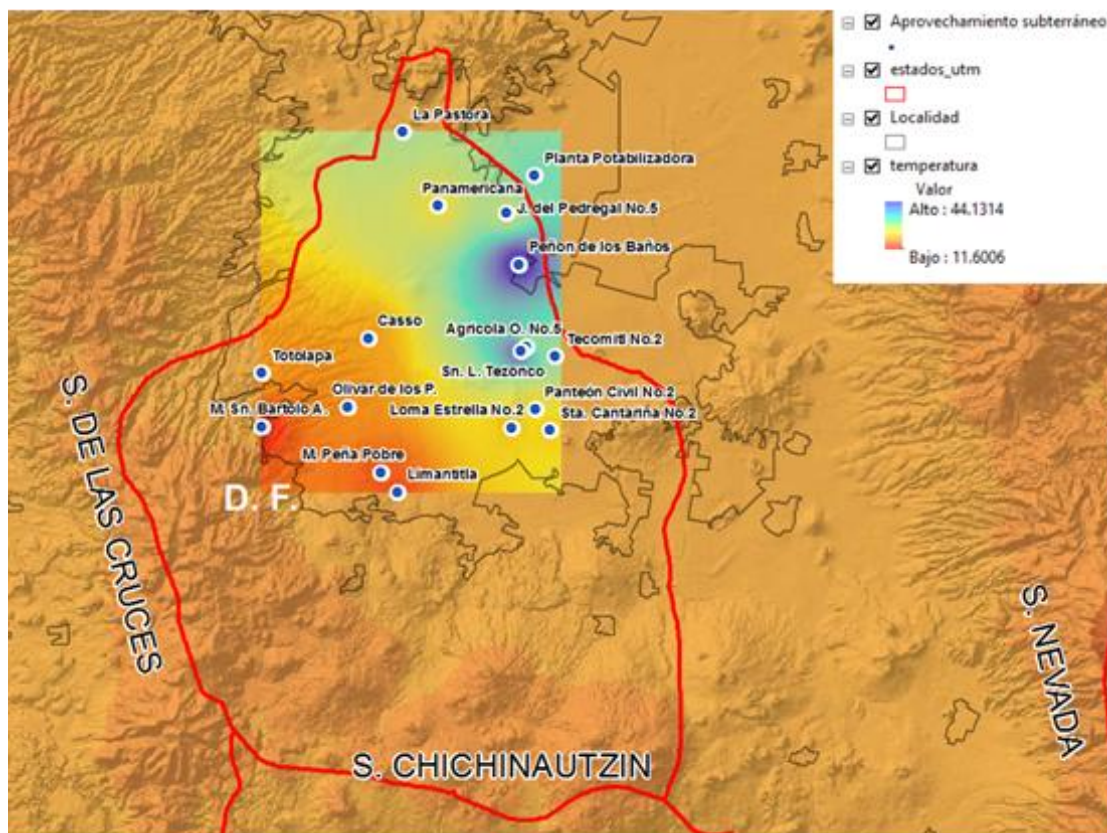 Aprovechamiento subterráneo
estados_utm
Localidad
temperatura
Valor
Alto : 44.1314
Bajo : 11.6006
La Pastora
Planta Potabilizadora
Panamericana
J. del Pedregal No.5
Peñon de los Baños
Casso
Agrícola O. No.5
Tecomitl No.2
Totolapa
Sn. L. Tezonco
Olivar de los P.
Panteón Civil No.2
M. Sn. Bartolo A.
Loma Estrella No.2
Sta. Cantarina No.2
M. Peña Pobre
Limantitla
D. F.
S. DE LAS CRUCES
S. NEVADA
S. CHICHINAUTZIN